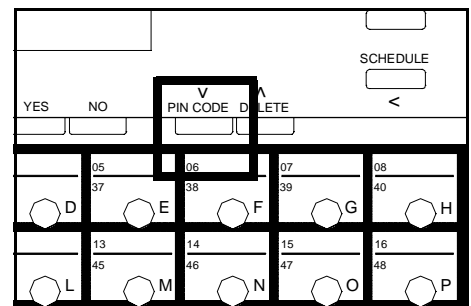 SCHEDULE
<
YES NO PIN CODE DELETE
05 06 07 08
37 38 39 40
D E F G H
13 14 15 16
45 46 47 48
L M N O P